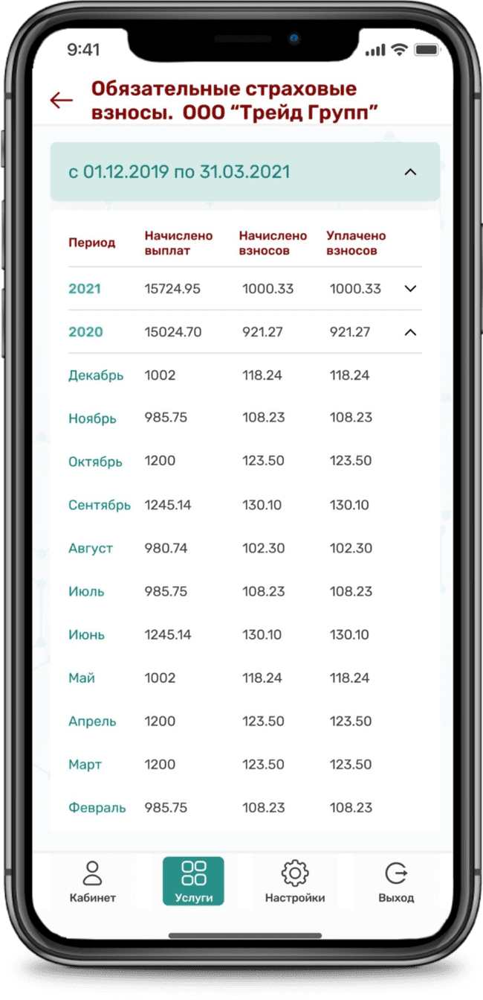 9:41
Обязательные страховые
взносы. ООО “Трейд Групп”
с 01.12.2019 по 31.03.2021
Период Начислено выплат Начислено взносов Уплачено взносов
2021 15724.95 1000.33 1000.33
2020 15024.70 921.27 921.27
Декабрь 1002 118.24 118.24
Ноябрь 985.75 108.23 108.23
Октябрь 1200 123.50 123.50
Сентябрь 1245.14 130.10 130.10
Август 980.74 102.30 102.30
Июль 985.75 108.23 108.23
Июнь 1245.14 130.10 130.10
Май 1002 118.24 118.24
Апрель 1200 123.50 123.50
Март 1200 123.50 123.50
Февраль 985.75 108.23 108.23
Кабинет Услуги Настройки Выход